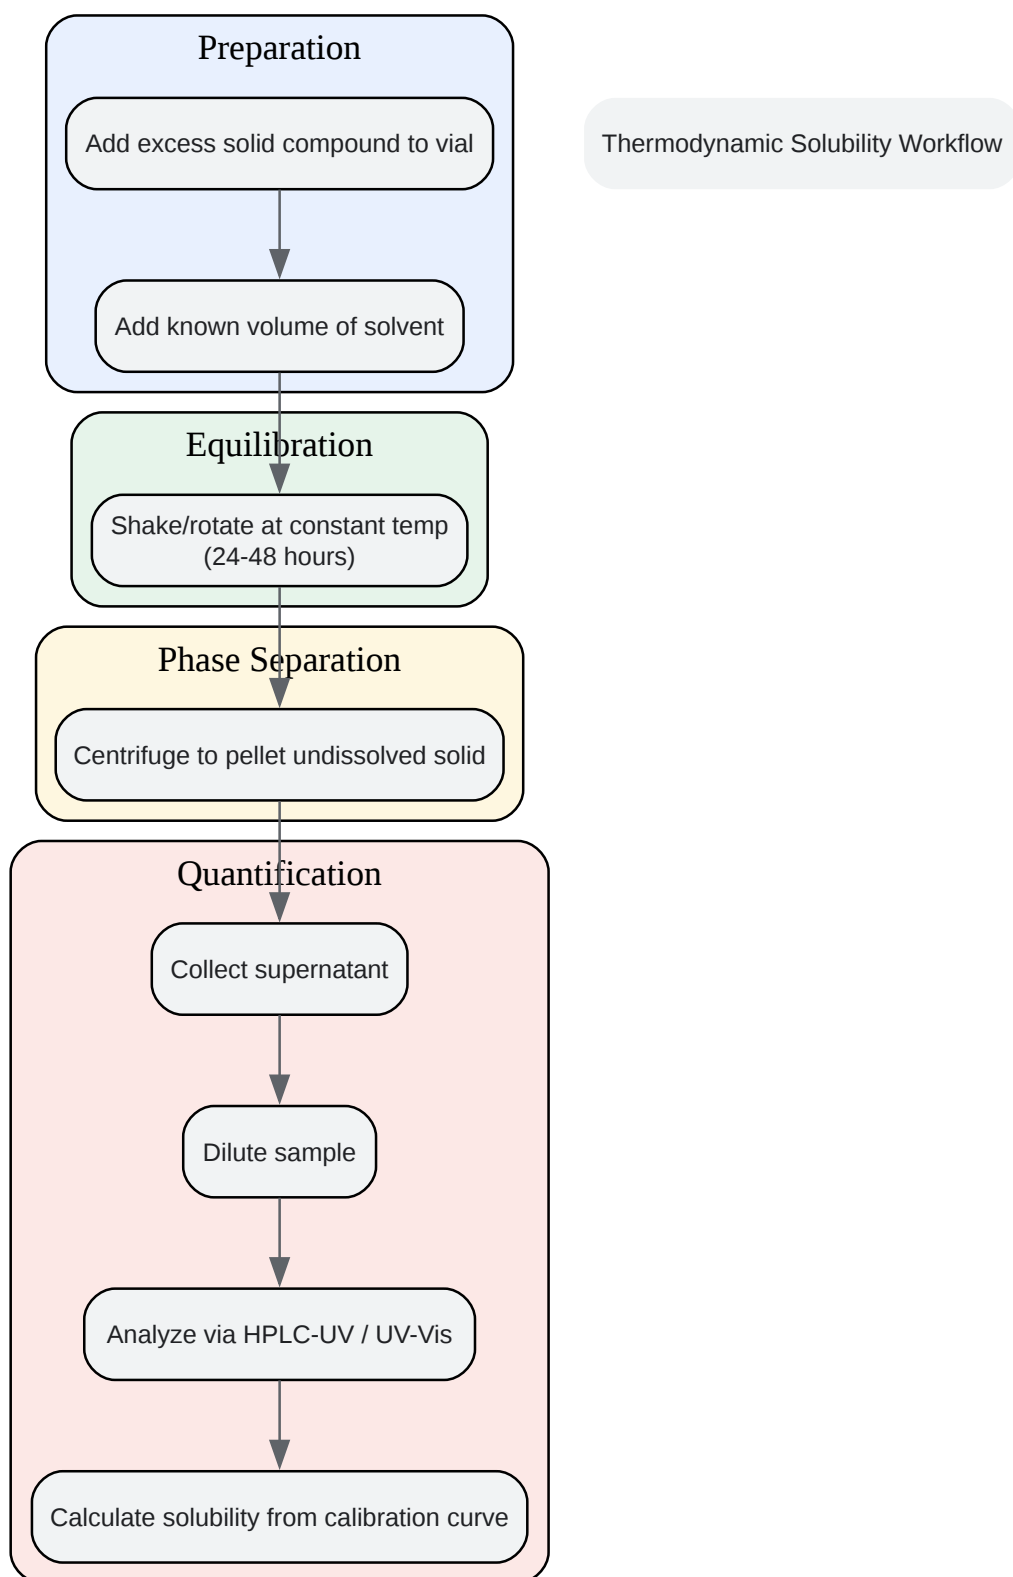 Preparation
Add excess solid compound to vial
Thermodynamic Solubility Workflow
Add known volume of solvent
Equilibration
Shake/rotate at constant temp
(24-48 hours)
Phase Separation
Centrifuge to pellet undissolved solid
Quantification
Collect supernatant
Dilute sample
Analyze via HPLC-UV / UV-Vis
Calculate solubility from calibration curve